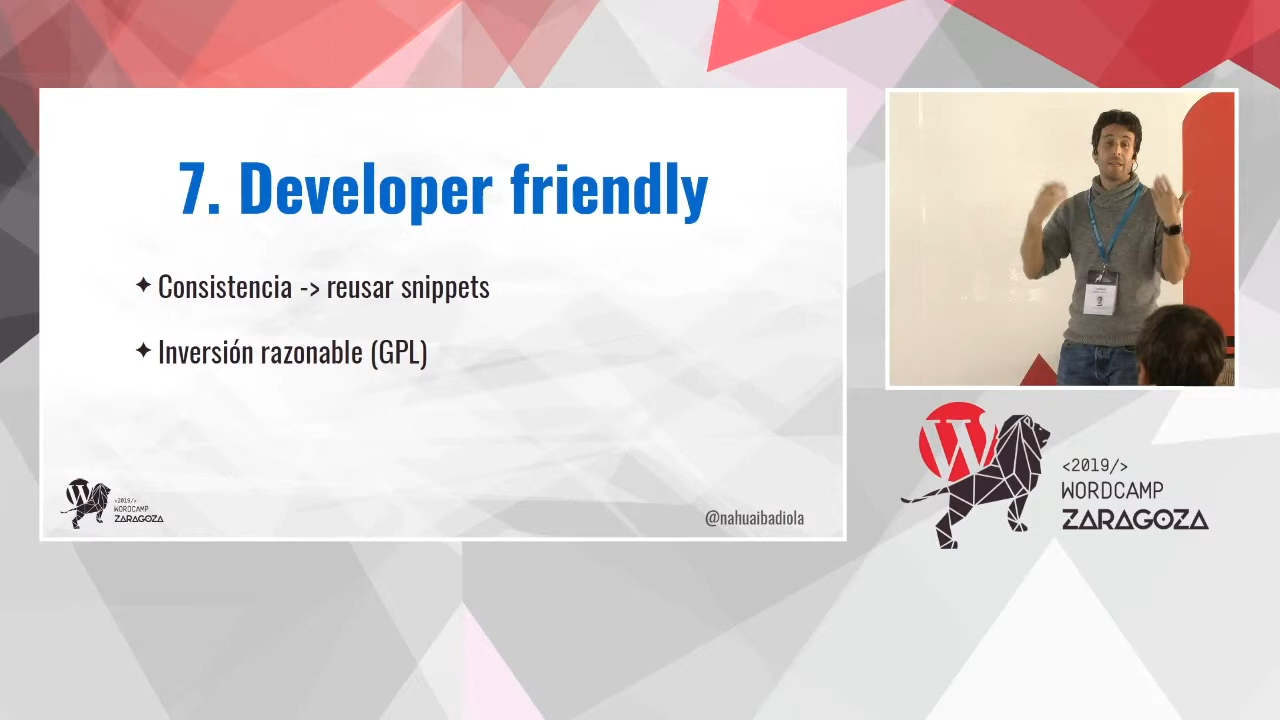 7. Developer friendly
✦ Consistencia -> reusar snippets
✦ Inversión razonable (GPL)
W
<2019/>
WORDCAMP
ZARAGOZA
@nahuaibadiola
W
<2019/>
WORDCAMP
ZARAGOZA